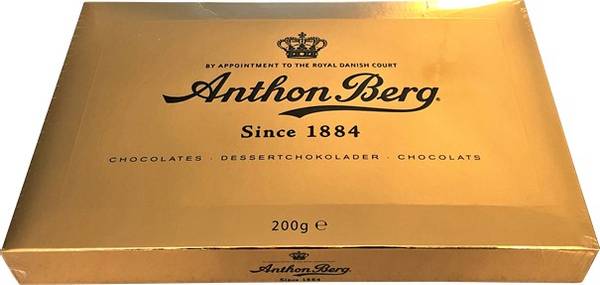 BY APPOINTMENT TO THE ROYAL DANISH COURT
Anthon Berg®
Since 1884
CHOCOLATES · DESSERTCHOKOLADER · CHOCOLATS
200g ℮
Anthon Berg
Since 1884